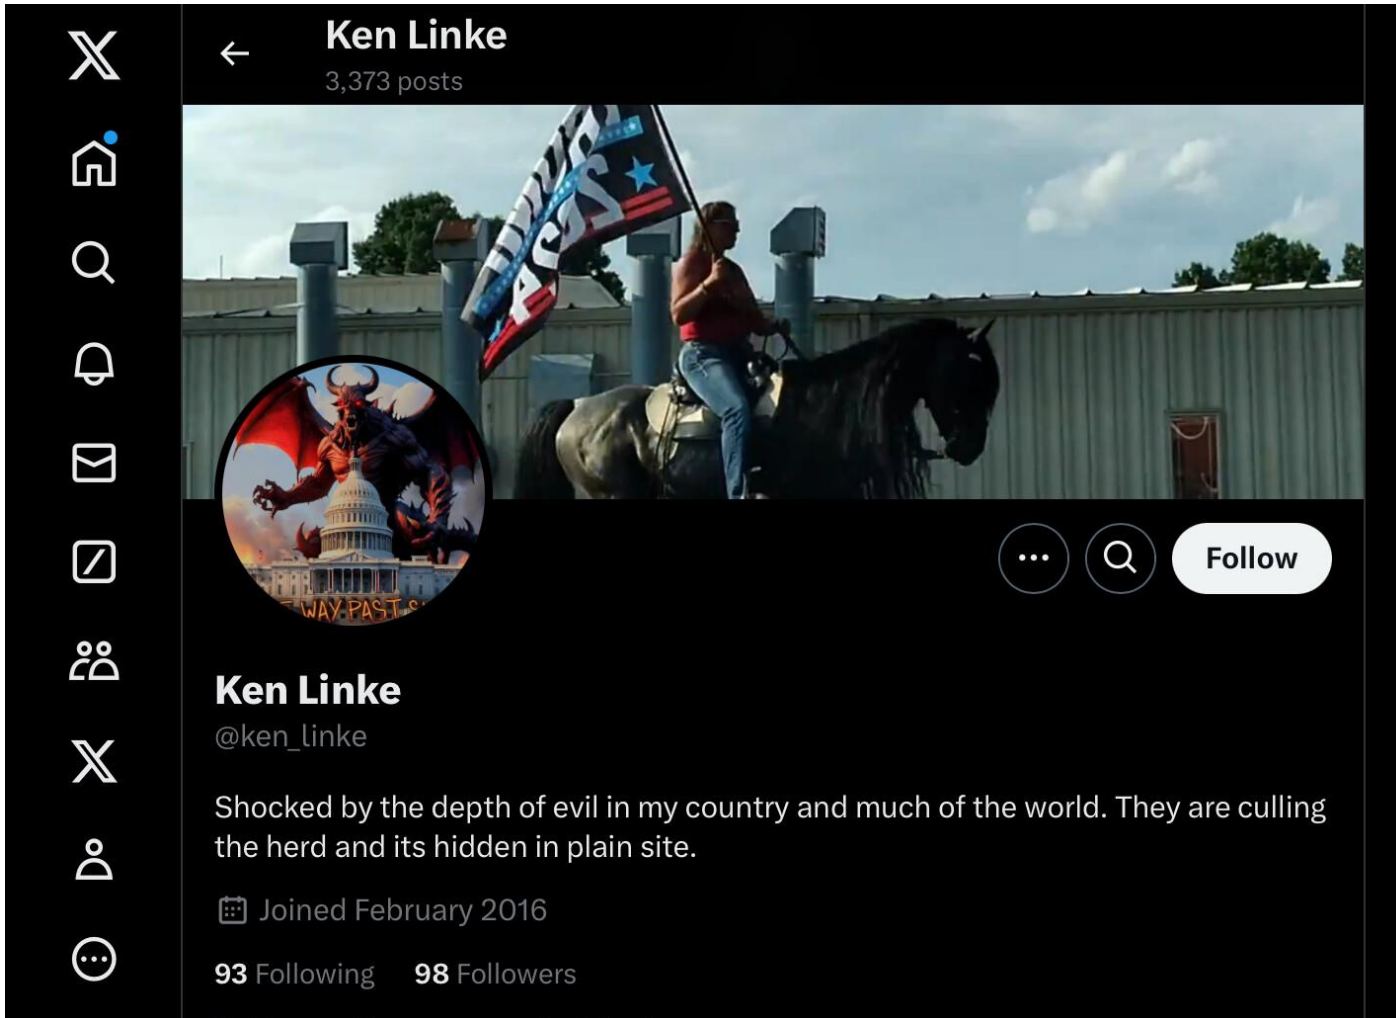 Ken Linke
3,373 posts
WAY PAST
Follow
Ken Linke
@ken_linke
Shocked by the depth of evil in my country and much of the world. They are culling
the herd and its hidden in plain site.
Joined February 2016
93 Following 98 Followers